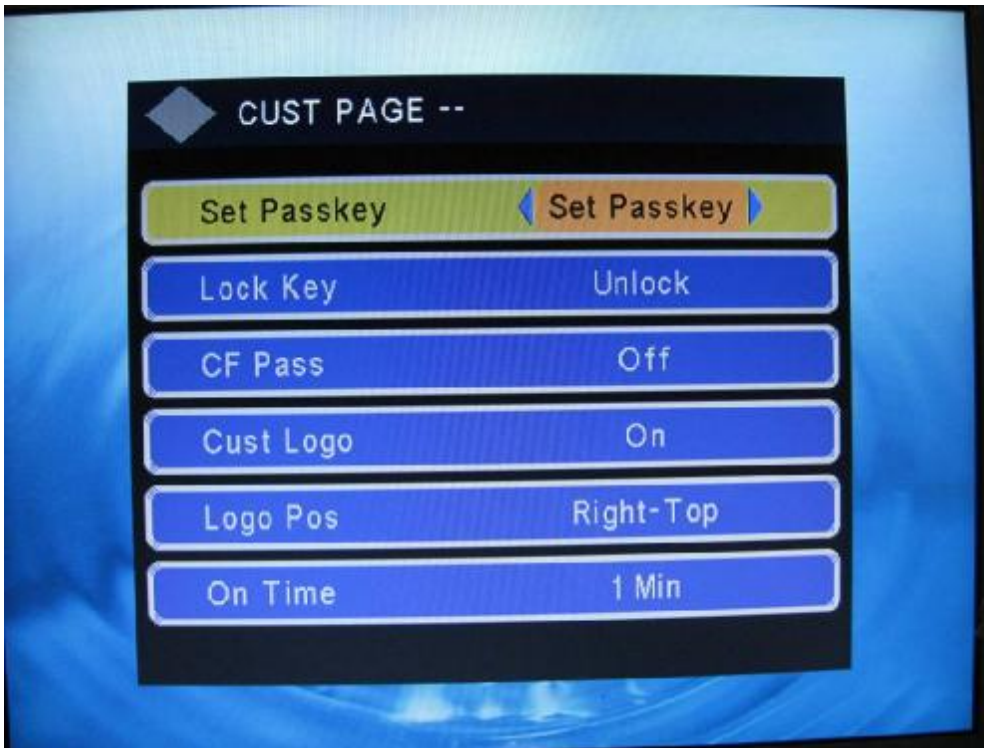 CUST PAGE --
Set Passkey Set Passkey
Lock Key Unlock
CF Pass Off
Cust Logo On
Logo Pos Right-Top
On Time 1 Min